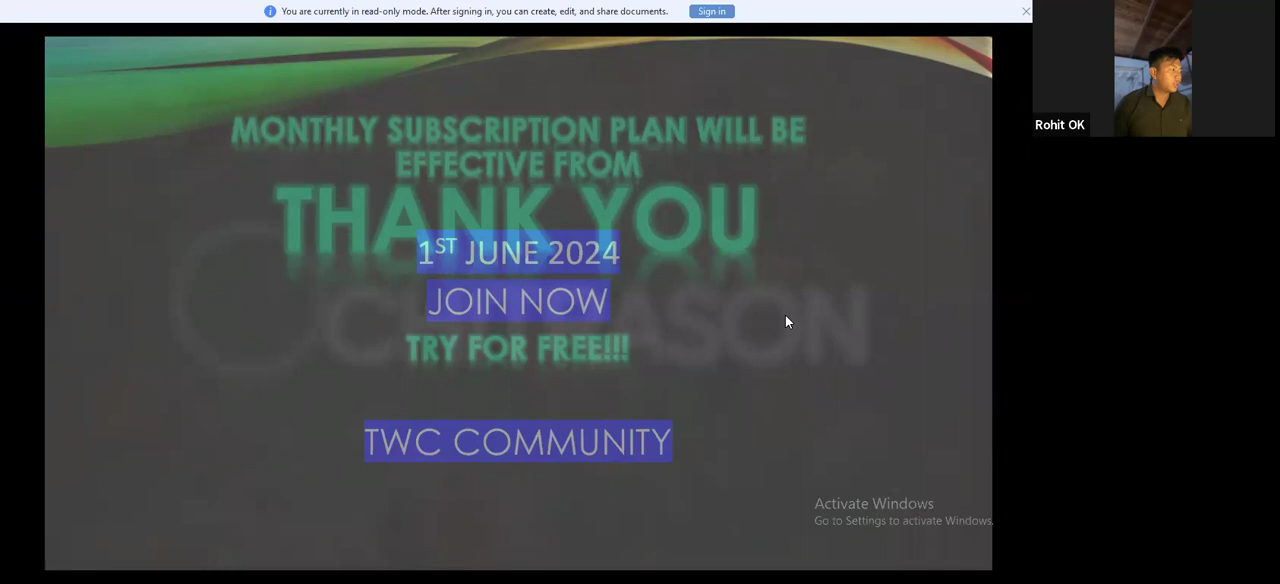 You are currently in read-only mode. After signing in, you can create, edit, and share documents.
Sign in
Rohit OK
MONTHLY SUBSCRIPTION PLAN WILL BE
EFFECTIVE FROM
THANK YOU
1ST JUNE 2024
JOIN NOW
TRY FOR FREE!!!
TWC COMMUNITY
Activate Windows
Go to Settings to activate Windows.